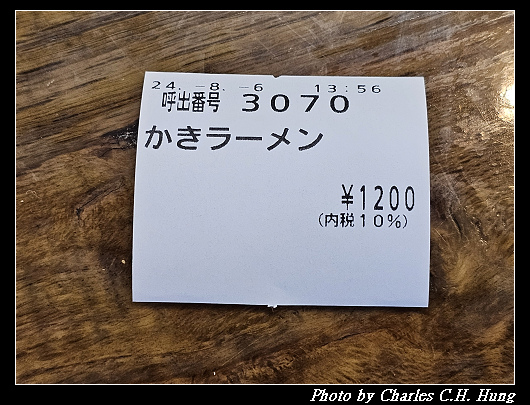 24.-8.-6 13:56
呼出番号 3070
かきラーメン
¥1200
(内税10%)
Photo by Charles C.H. Hung